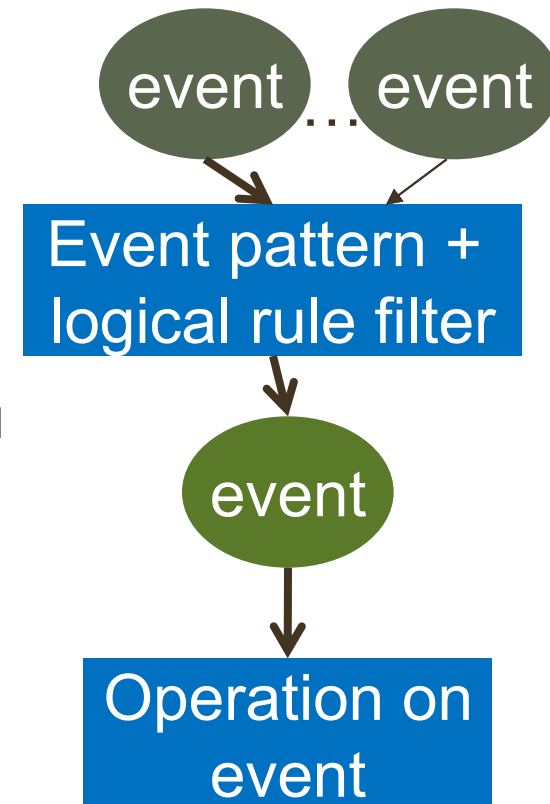 event ... event
Event pattern +
logical rule filter
event
Operation on
event